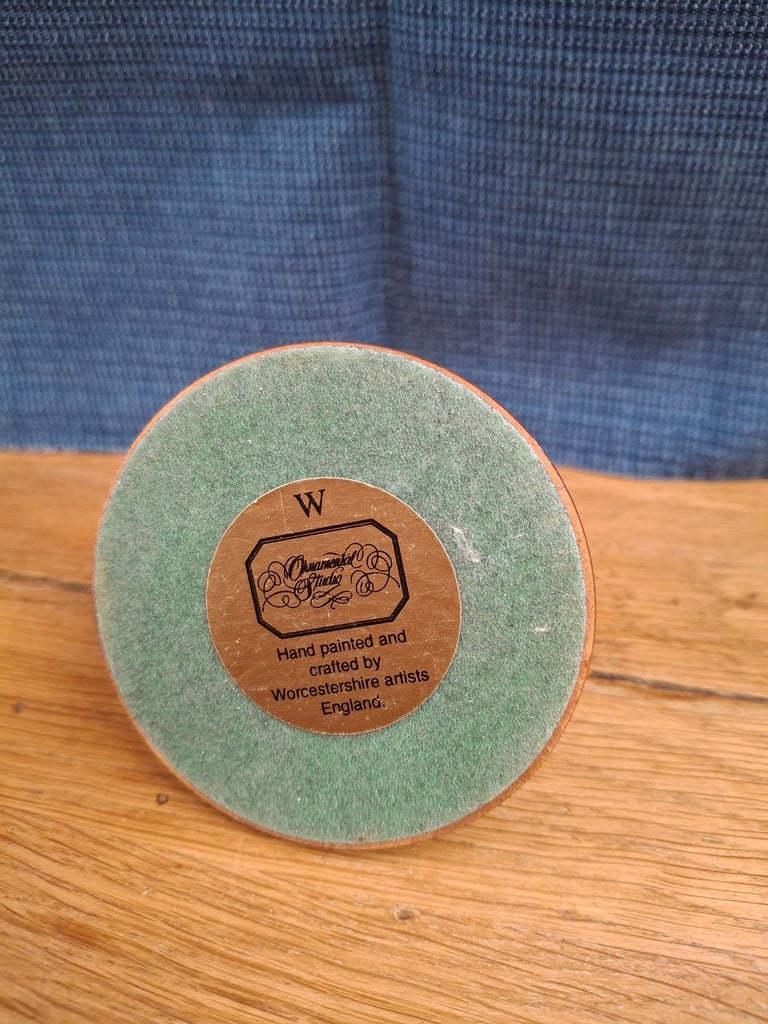 W
Ornamental
Studio
Hand painted and
crafted by
Worcestershire artists
England.